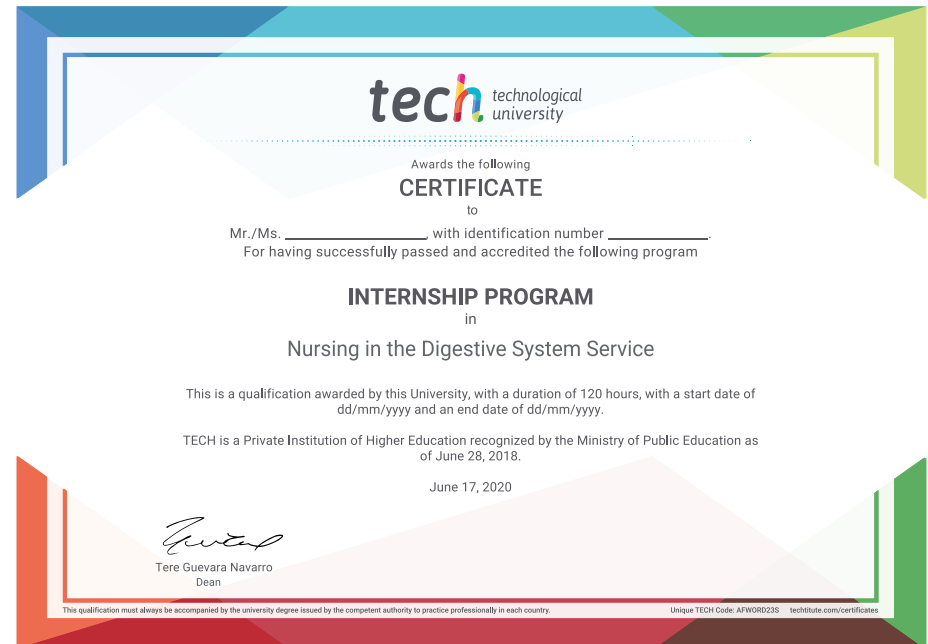 tech technological
university
Awards the following
CERTIFICATE
to
Mr./Ms. ____________________, with identification number ______________.
For having successfully passed and accredited the following program
INTERNSHIP PROGRAM
in
Nursing in the Digestive System Service
This is a qualification awarded by this University, with a duration of 120 hours, with a start date of
dd/mm/yyyy and an end date of dd/mm/yyyy.
TECH is a Private Institution of Higher Education recognized by the Ministry of Public Education as
of June 28, 2018.
June 17, 2020
Tere Guevara Navarro
Dean
This qualification must always be accompanied by the university degree issued by the competent authority to practice professionally in each country. Unique TECH Code: AFWORD23S techtitute.com/certificates